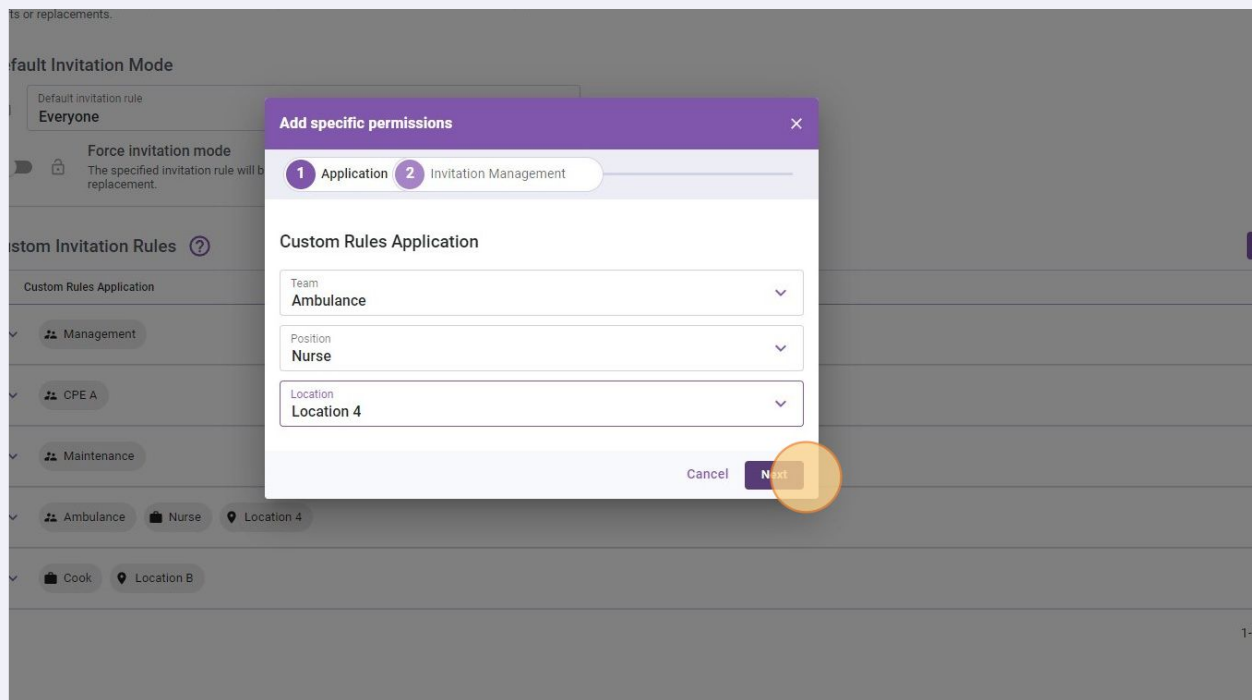 ts or replacements.
fault Invitation Mode
Default invitation rule
Everyone
Force invitation mode
The specified invitation rule will b
replacement.
stom Invitation Rules ?
Custom Rules Application
Management
CPE A
Maintenance
Ambulance Nurse Location 4
Cook Location B
1-
Add specific permissions
1 Application 2 Invitation Management
Custom Rules Application
Team
Ambulance
Position
Nurse
Location
Location 4
Cancel Next